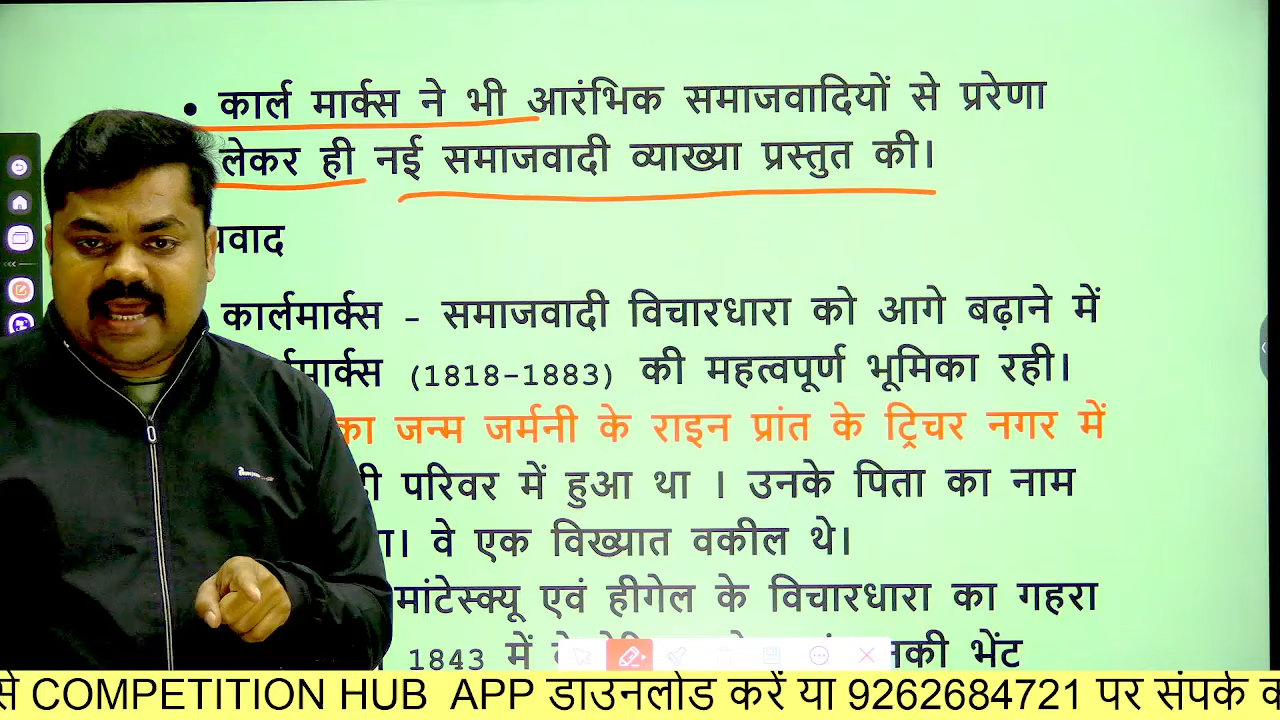 • कार्ल मार्क्स ने भी आरंभिक समाजवादियों से प्ररेणा
लेकर ही नई समाजवादी व्याख्या प्रस्तुत की।
कार्लमार्क्स - समाजवादी विचारधारा को आगे बढ़ाने में
(1818-1883) की महत्वपूर्ण भूमिका रही।
का जन्म जर्मनी के राइन प्रांत के ट्रिचर नगर में
परिवर में हुआ था । उनके पिता का नाम
वे एक विख्यात वकील थे।
मांटेस्क्यू एवं हीगेल के विचारधारा का गहरा
1843 में भेंट
से COMPETITION HUB APP डाउनलोड करें या 9262684721 पर संपर्क